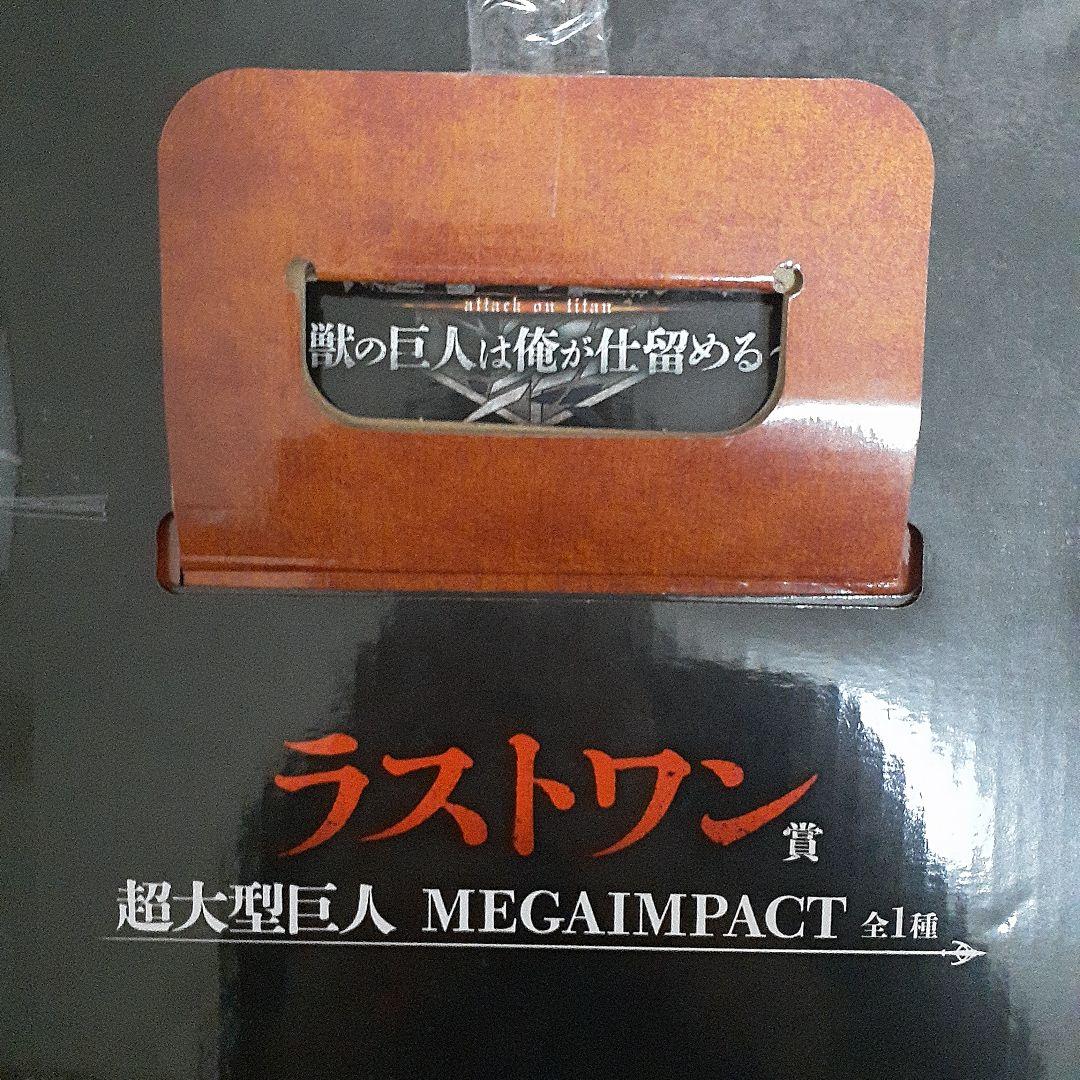 attack on titan
獣の巨人は俺が仕留める
ラストワン賞
超大型巨人 MEGAIMPACT 全1種